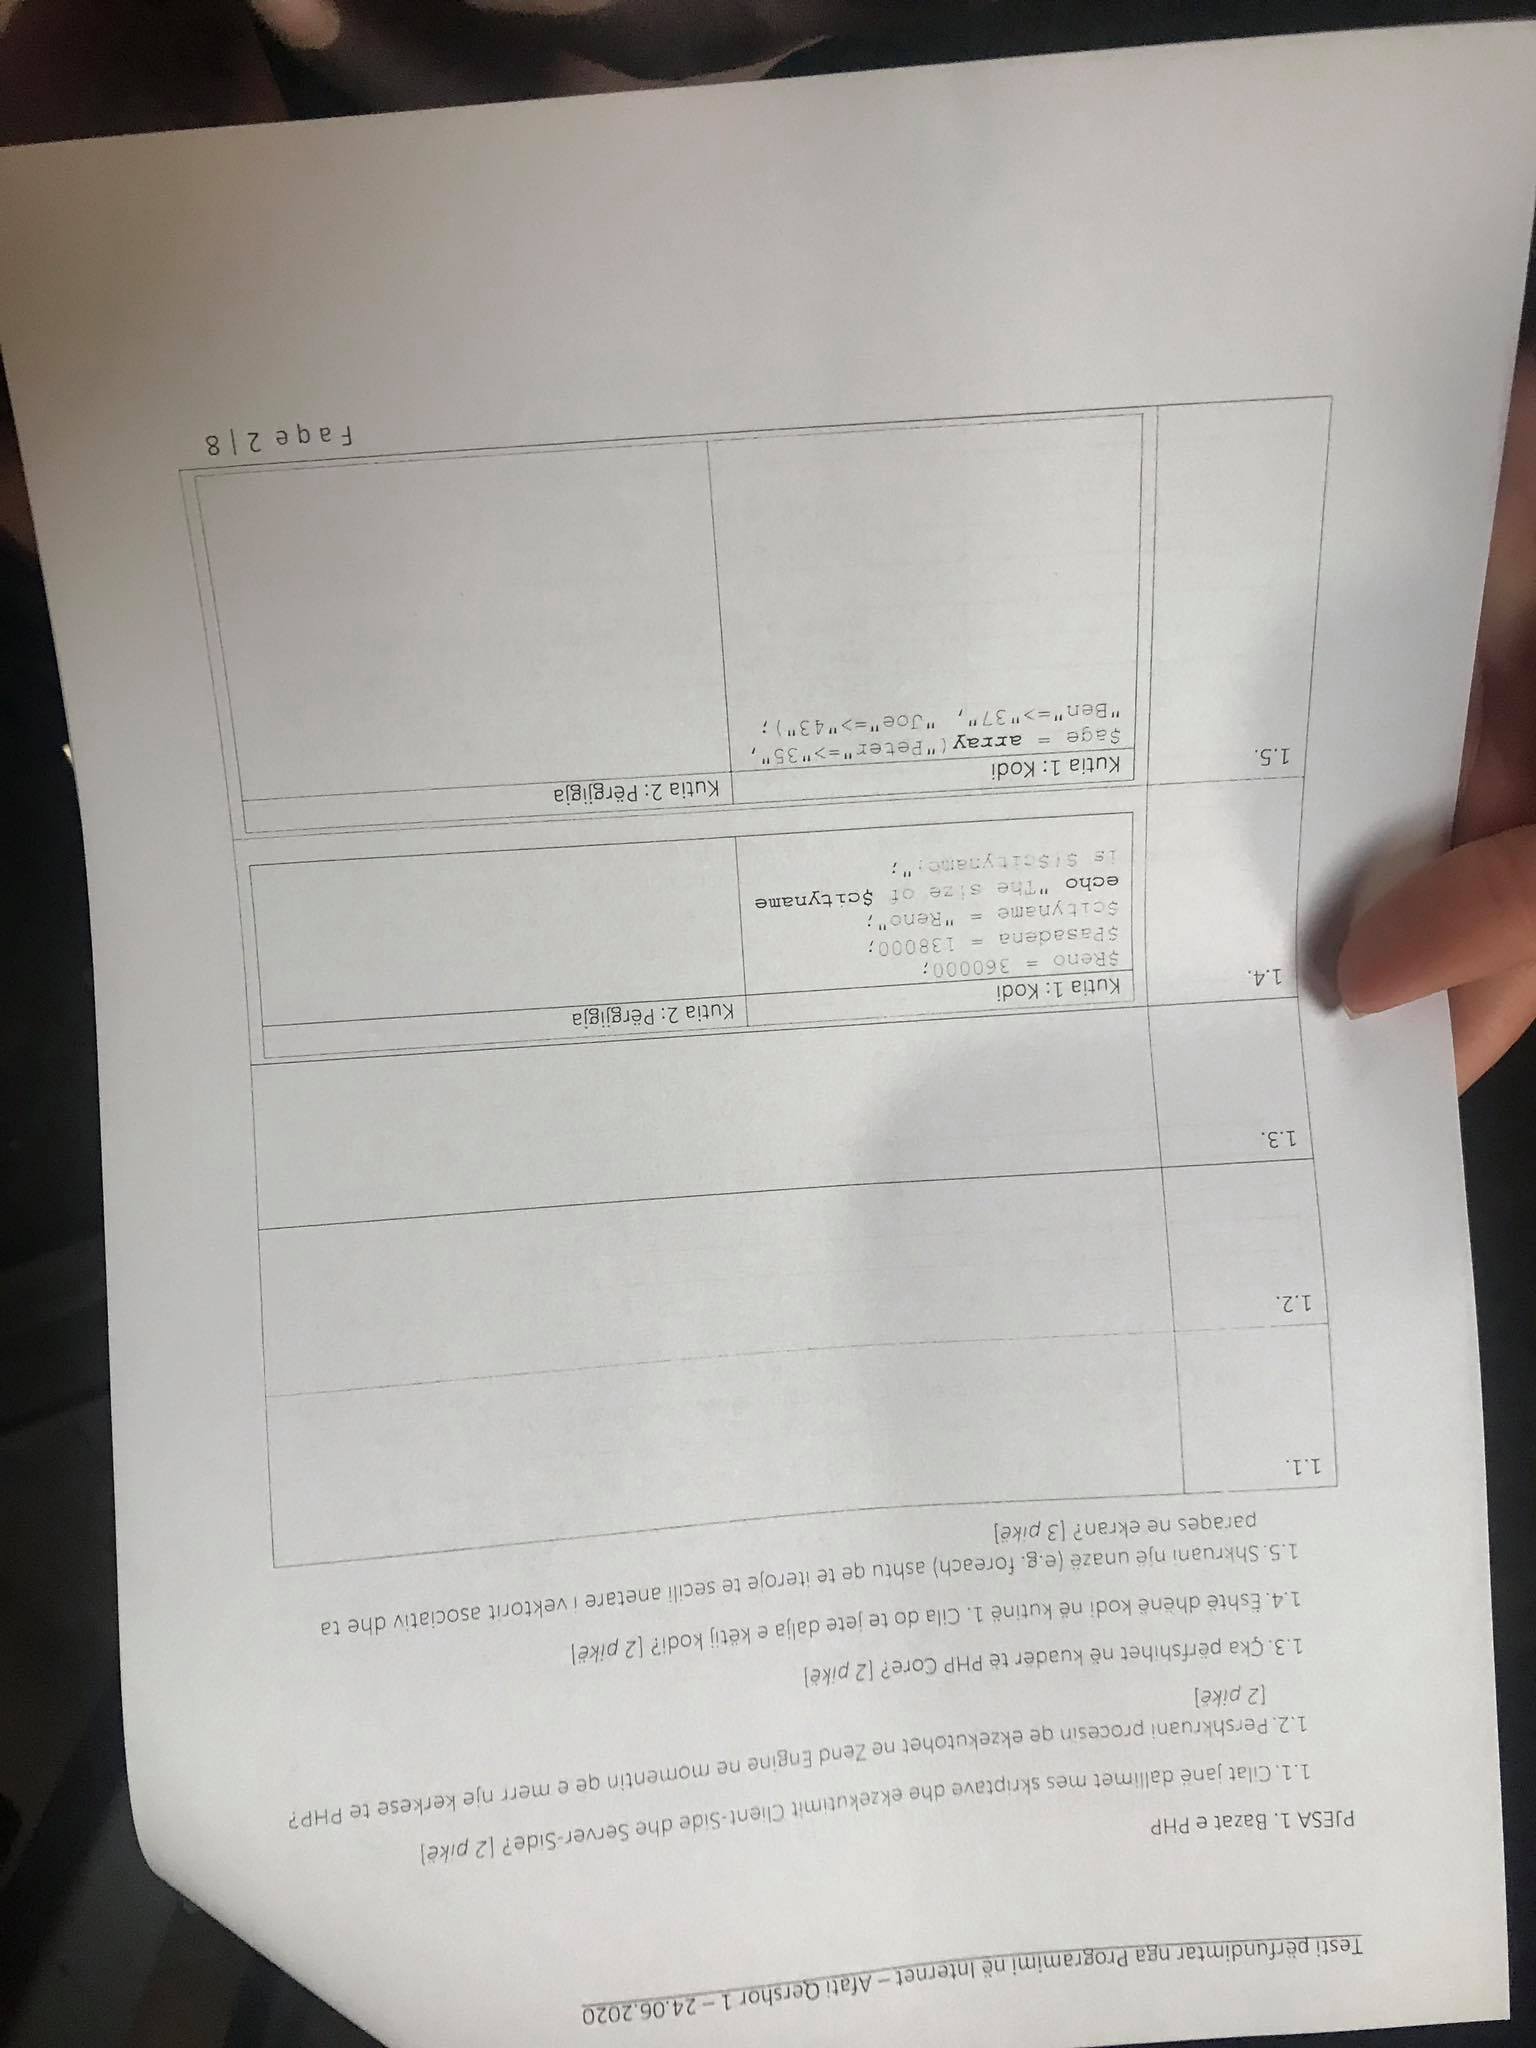 Testi përfundimtar nga Programimi në Internet – Afati Qershor 1 – 24.06.2020
PJESA 1. Bazat e PHP
1.1. Cilat janë dallimet mes skriptave dhe ekzekutimit Client-Side dhe Server-Side? [2 pikë]
1.2. Pershkruani procesin qe ekzekutohet ne Zend Engine ne momentin qe e merr nje kerkese te PHP?
[2 pikë]
1.3. Çka përfshihet në kuadër të PHP Core? [2 pikë]
1.4. Është dhënë kodi në kutinë 1. Cila do te jete dalja e këtij kodi? [2 pikë]
1.5. Shkruani një unazë (e.g. foreach) ashtu qe te iteroje te secili anetare i vektorit asociativ dhe ta
paraqes ne ekran? [3 pikë]
1.1.
1.2.
1.3.
1.4.
Kutia 1: Kodi
$Reno = 360000;
$Pasadena = 138000;
$cityname = "Reno";
echo "The size of $cityname
is ${$cityname}";
Kutia 2: Përgjigja
1.5.
Kutia 1: Kodi
$age = array("Peter"=>"35",
"Ben"=>"37", "Joe"=>"43");
Kutia 2: Përgjigja
Faqe 2 | 8